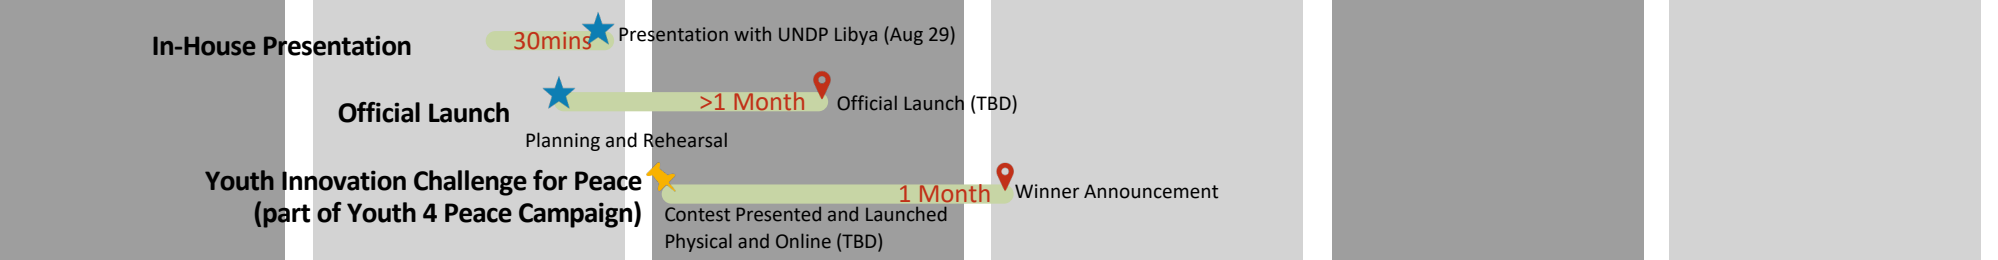 In-House Presentation
30mins
Presentation with UNDP Libya (Aug 29)
Official Launch
>1 Month
Official Launch (TBD)
Planning and Rehearsal
Youth Innovation Challenge for Peace
(part of Youth 4 Peace Campaign)
1 Month
Winner Announcement
Contest Presented and Launched
Physical and Online (TBD)